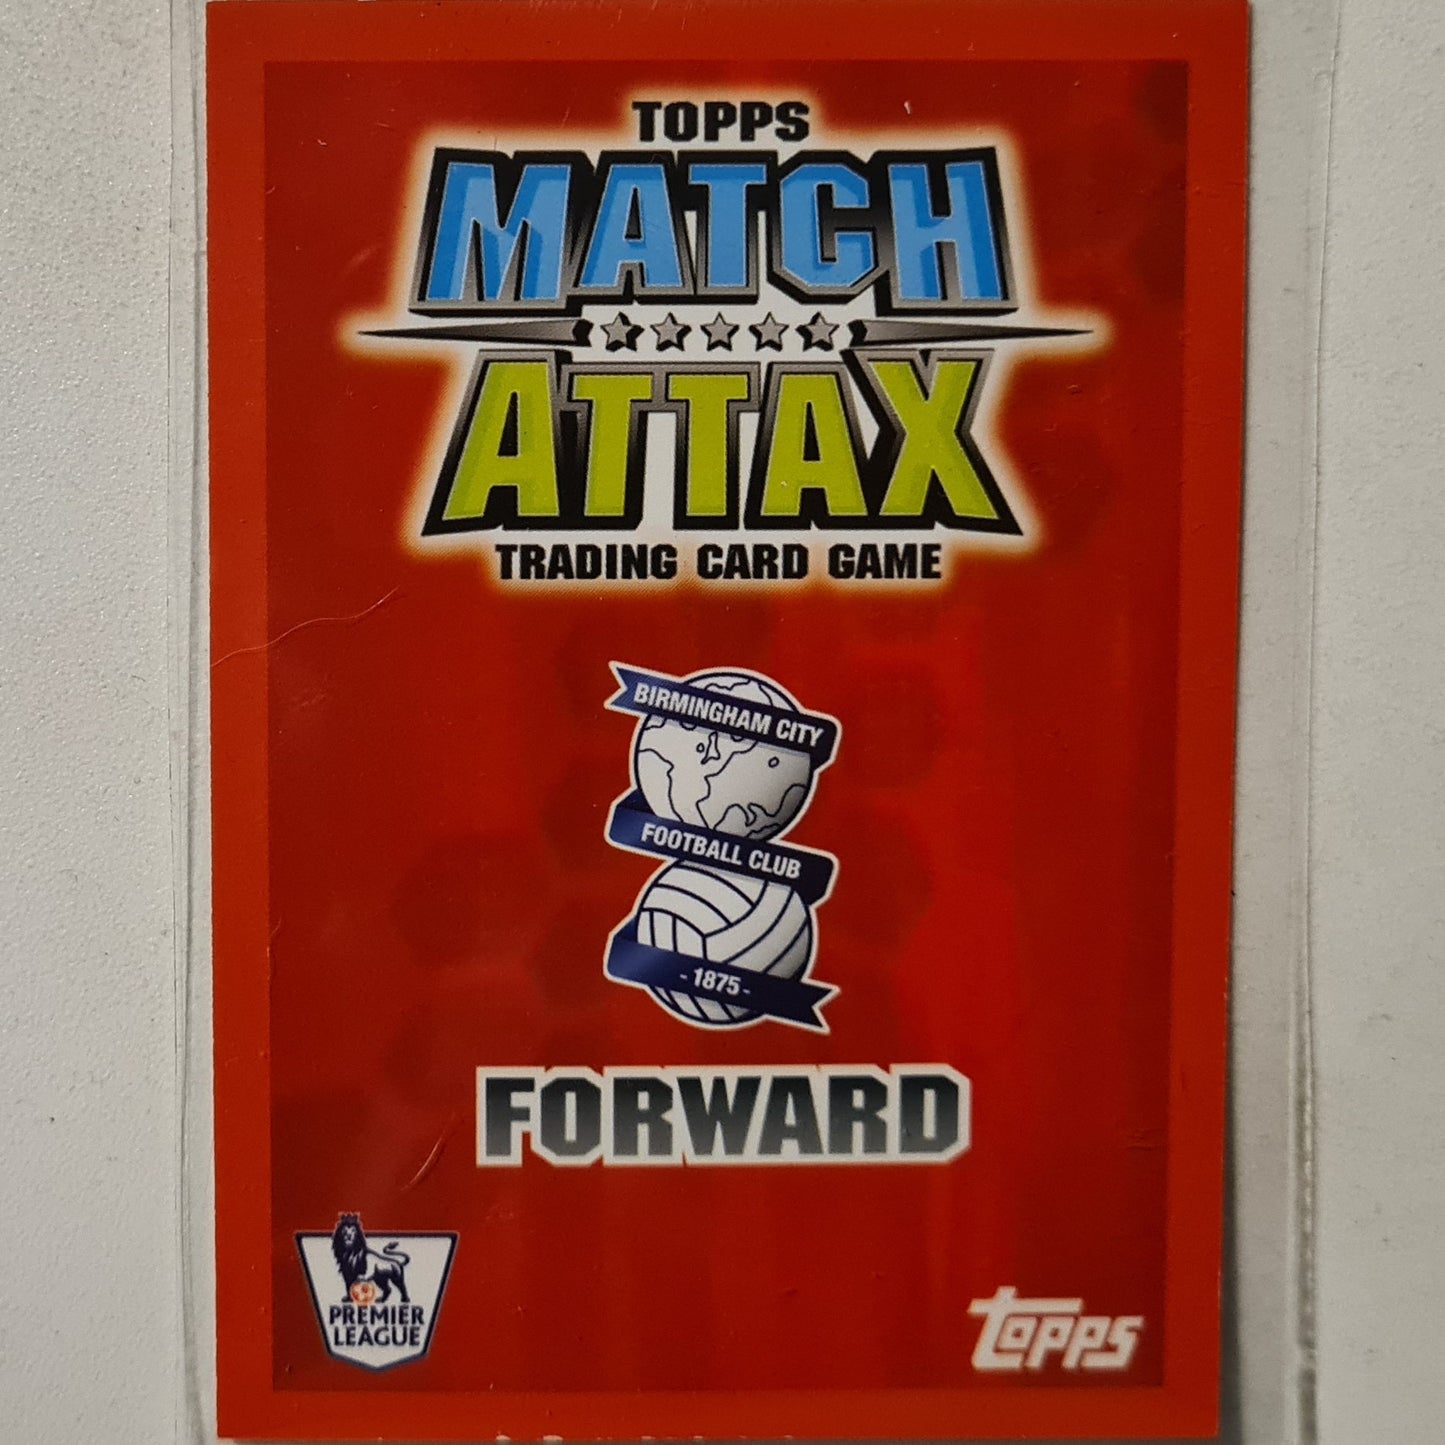 TOPPS
MATCH
ATTAX
TRADING CARD GAME
BIRMINGHAM CITY
FOOTBALL CLUB
- 1875 -
FORWARD
PREMIER
LEAGUE
TOPPS